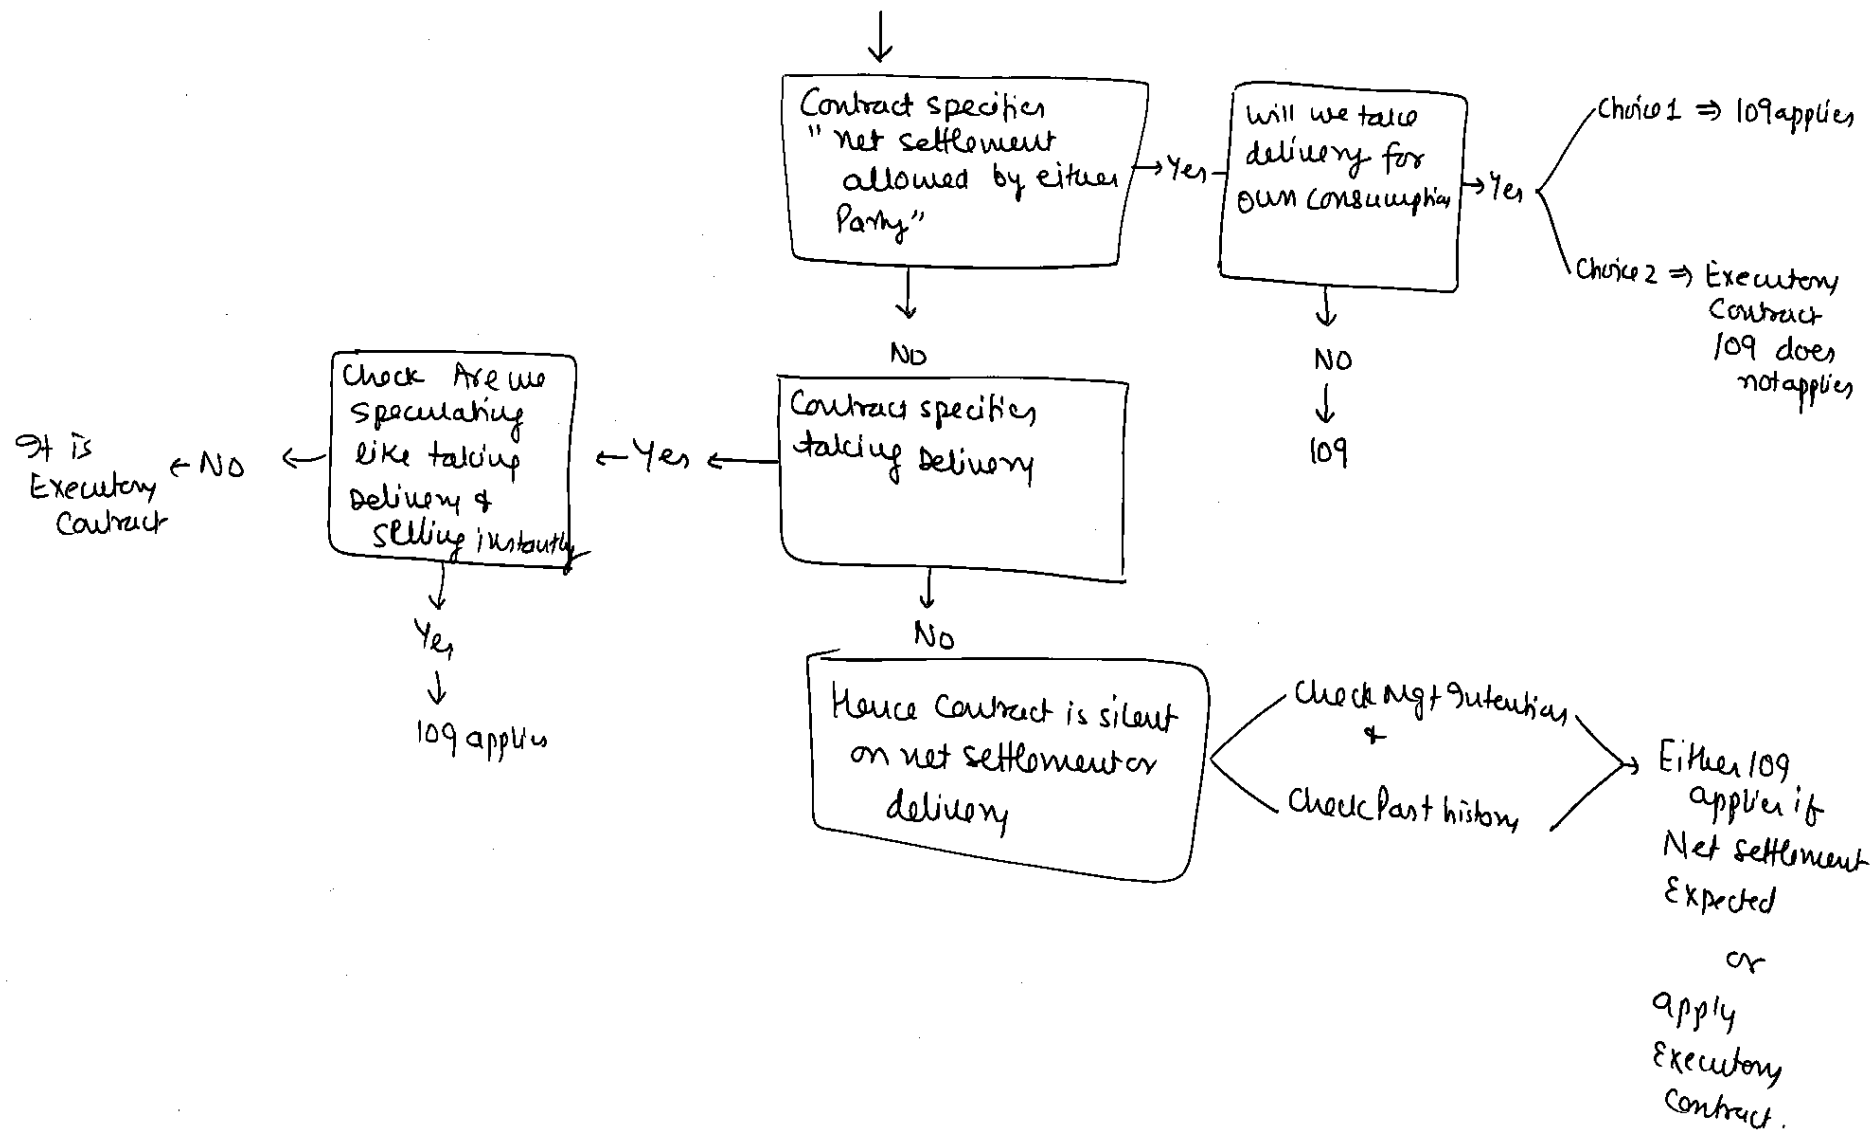 Contract specifies
" net settlement
allowed by either
Party"
→ Yes
will we take
delivery for
own consumption
→ Yes
Choice 1 ⇒ 109 applies
Choice 2 ⇒ Executory
Contract
109 does
not applies
NO
109
NO
Contract specifies
taking Delivery
← Yes ←
Check Are we
speculating
like taking
Delivery &
selling instantly
← NO ←
It is
Executory
Contract
Yes
109 applies
NO
Hence Contract is silent
on net settlement or
delivery
Check Mgt Intention
&
Check Past history
Either 109
applies if
Net settlement
Expected
or
apply
Executory
Contract.